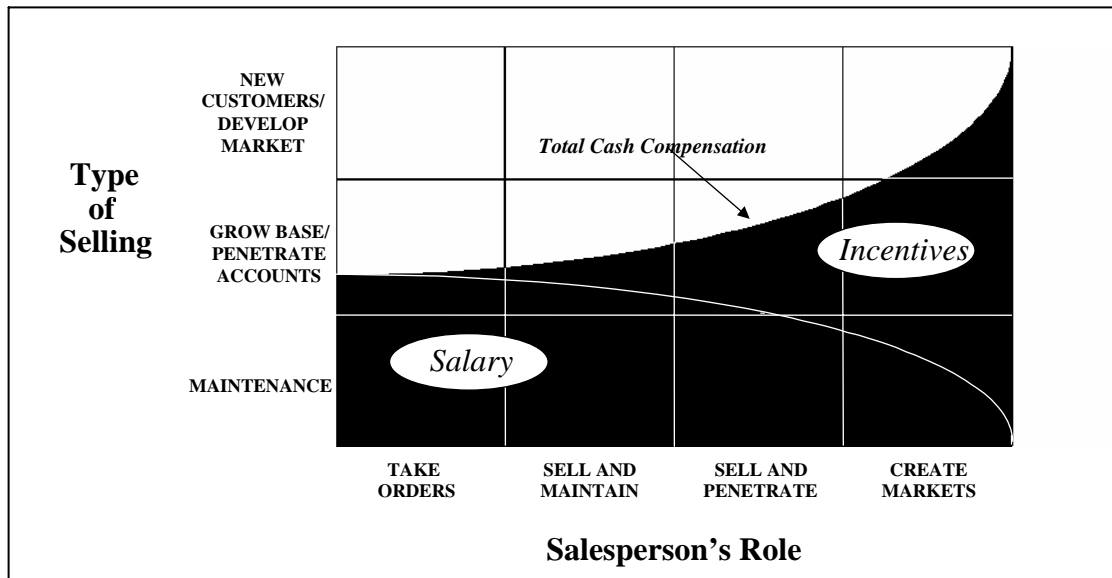 NEW
CUSTOMERS/
DEVELOP
MARKET
Total Cash Compensation
Type
of
Selling
GROW BASE/
PENETRATE
ACCOUNTS
Incentives
Salary
MAINTENANCE
TAKE
ORDERS
SELL AND
MAINTAIN
SELL AND
PENETRATE
CREATE
MARKETS
Salesperson’s Role